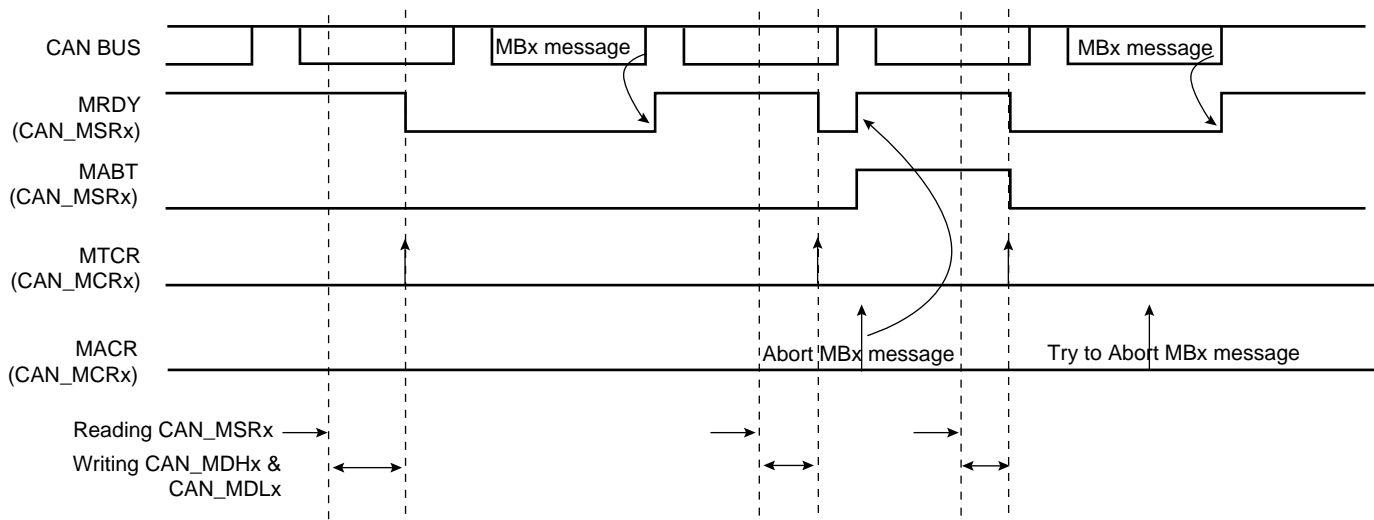 CAN BUS
MBx message
MBx message
MRDY
(CAN_MSRx)
MABT
(CAN_MSRx)
MTCR
(CAN_MCRx)
MACR
(CAN_MCRx)
Abort MBx message
Try to Abort MBx message
Reading CAN_MSRx
Writing CAN_MDHx &
CAN_MDLx